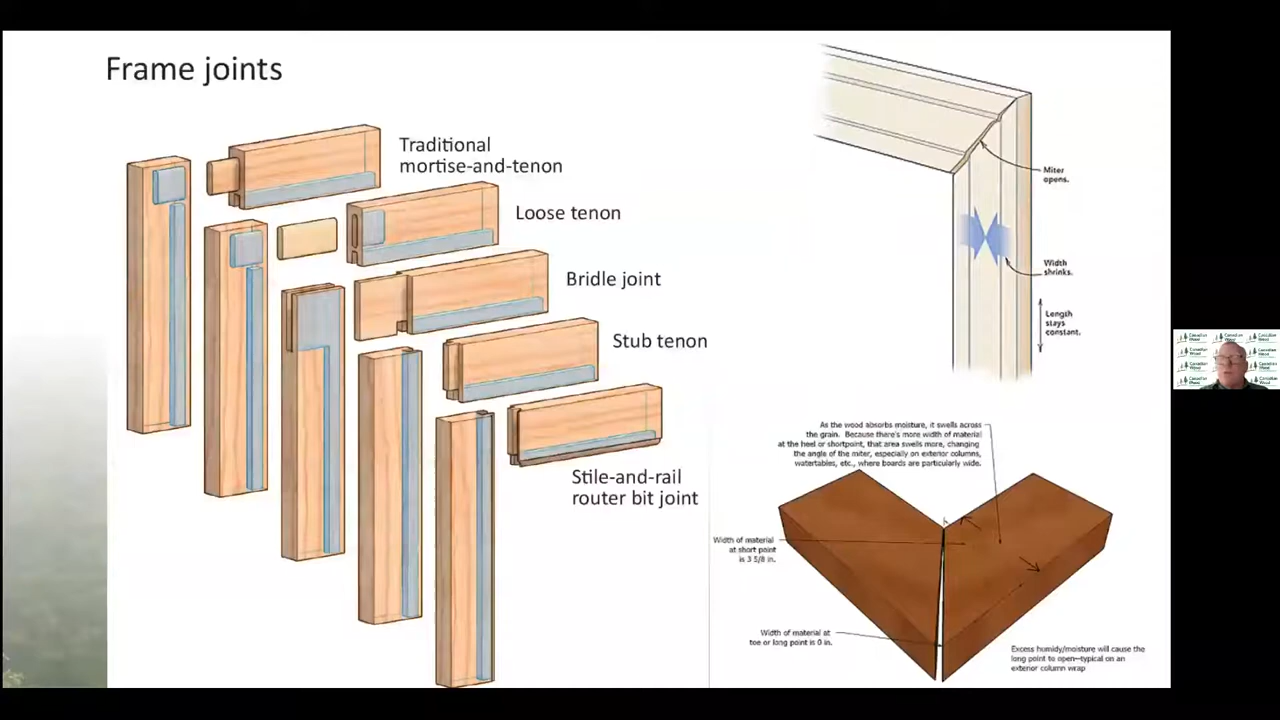 Frame joints
Traditional
mortise-and-tenon
Loose tenon
Bridle joint
Stub tenon
Stile-and-rail
router bit joint
Miter
opens.
Width
shrinks.
Length
stays
constant.
As the wood absorbs moisture, it swells across
the grain. Because there's more width of material
at the heel or shortpoint, that area swells more, changing
the angle of the miter, especially on exterior columns,
watertables, etc., where boards are particularly wide.
Width of material
at short point
is 3 5/8 in.
Width of material at
toe or long point is 0 in.
Excess humidy/moisture will cause the
long point to open—typical on an
exterior column wrap
Canadian
Wood